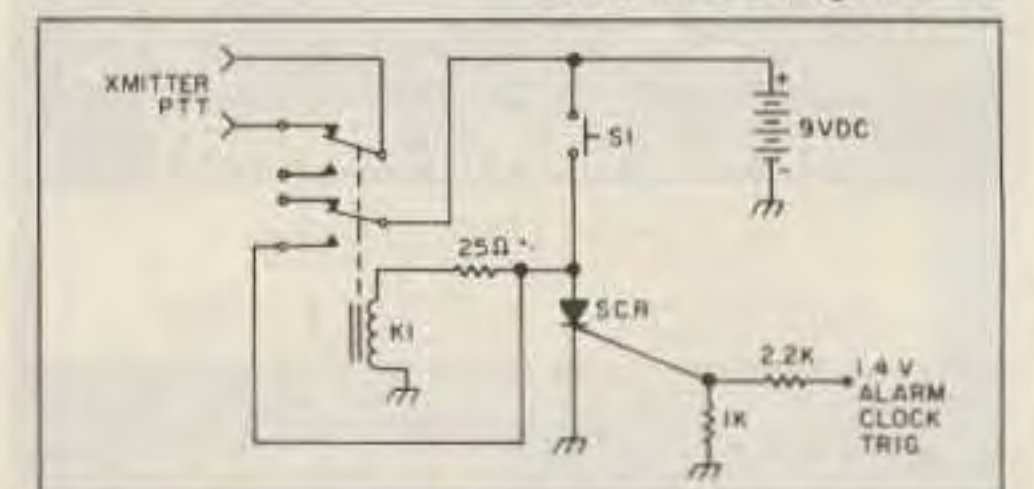 XMITTER
PTT
S1
+
9VDC
-
25Ω
K1
SCR
2.2K
1.4 V
ALARM
CLOCK
TRIG
1K